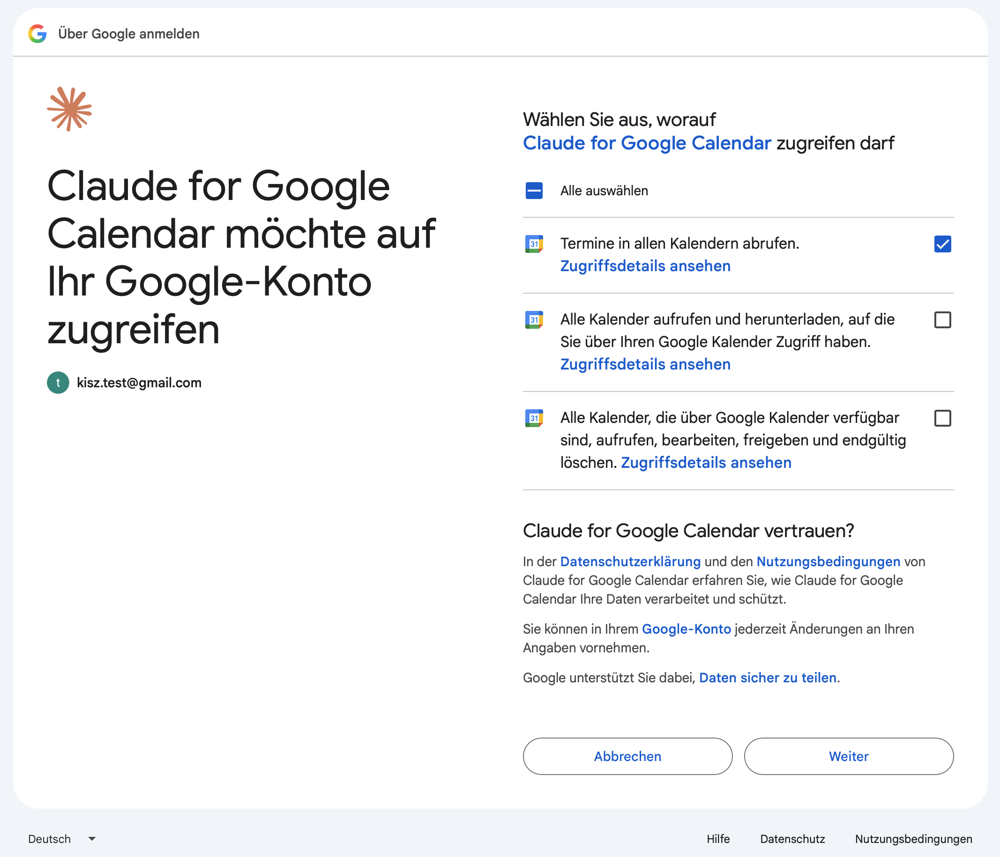 Über Google anmelden
Claude for Google
Calendar möchte auf
Ihr Google-Konto
zugreifen
t
kisz.test@gmail.com
Wählen Sie aus, worauf
Claude for Google Calendar zugreifen darf
Alle auswählen
31
Termine in allen Kalendern abrufen.
Zugriffsdetails ansehen
31
Alle Kalender aufrufen und herunterladen, auf die
Sie über Ihren Google Kalender Zugriff haben.
Zugriffsdetails ansehen
31
Alle Kalender, die über Google Kalender verfügbar
sind, aufrufen, bearbeiten, freigeben und endgültig
löschen. Zugriffsdetails ansehen
Claude for Google Calendar vertrauen?
In der Datenschutzerklärung und den Nutzungsbedingungen von
Claude for Google Calendar erfahren Sie, wie Claude for Google
Calendar Ihre Daten verarbeitet und schützt.
Sie können in Ihrem Google-Konto jederzeit Änderungen an Ihren
Angaben vornehmen.
Google unterstützt Sie dabei, Daten sicher zu teilen.
Abbrechen
Weiter
Deutsch
Hilfe
Datenschutz
Nutzungsbedingungen